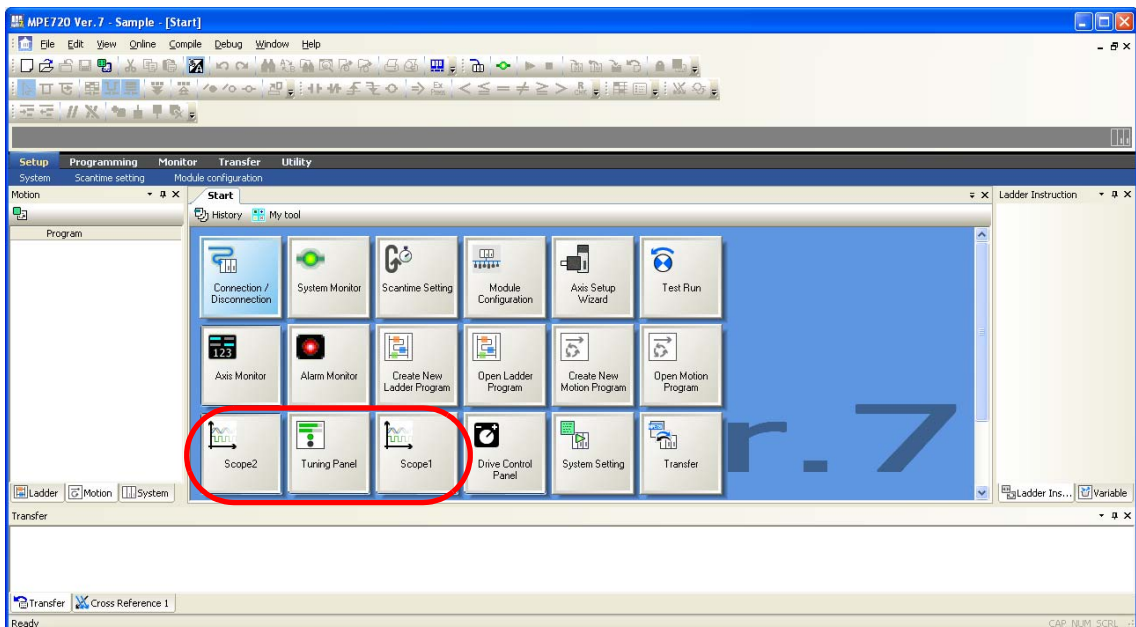 MPE720 Ver.7 - Sample - [Start]
File Edit View Online Compile Debug Window Help
Setup Programming Monitor Transfer Utility
System Scantime setting Module configuration
Motion
Program
Start
History My tool
Connection / Disconnection
System Monitor
Scantime Setting
Module Configuration
Axis Setup Wizard
Test Run
123
Axis Monitor
Alarm Monitor
Create New Ladder Program
Open Ladder Program
Create New Motion Program
Open Motion Program
Scope2
Tuning Panel
Scope1
Drive Control Panel
System Setting
Transfer
r.7
Ladder Instruction
Ladder Motion System
Ladder Ins... Variable
Transfer
Transfer Cross Reference 1
Ready
CAP NUM SCRL